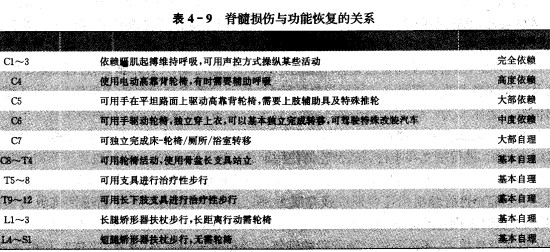 表4-9 脊髓损伤与功能恢复的关系
C1~3 依赖膈肌起搏维持呼吸,可用声控方式操纵某些活动 完全依赖
C4 使用电动高靠背轮椅,有时需要辅助呼吸 高度依赖
C5 可用手在平坦路面上驱动高靠背轮椅,需要上肢辅助具及特殊推轮 大部依赖
C6 可用手驱动轮椅,独立穿上衣,可以基本独立完成转移,可驾驶特殊改装汽车 中度依赖
C7 可独立完成床-轮椅/厕所/浴室转移 大部自理
C8~T4 可用轮椅活动,使用骨盆长支具站立 基本自理
T5~8 可用支具进行治疗性步行 基本自理
T9~12 可用长下肢支具进行治疗性步行 基本自理
L1~3 长腿矫形器扶杖步行,长距离行动需轮椅 基本自理
L4~S1 短腿矫形器扶杖步行,无需轮椅 基本自理